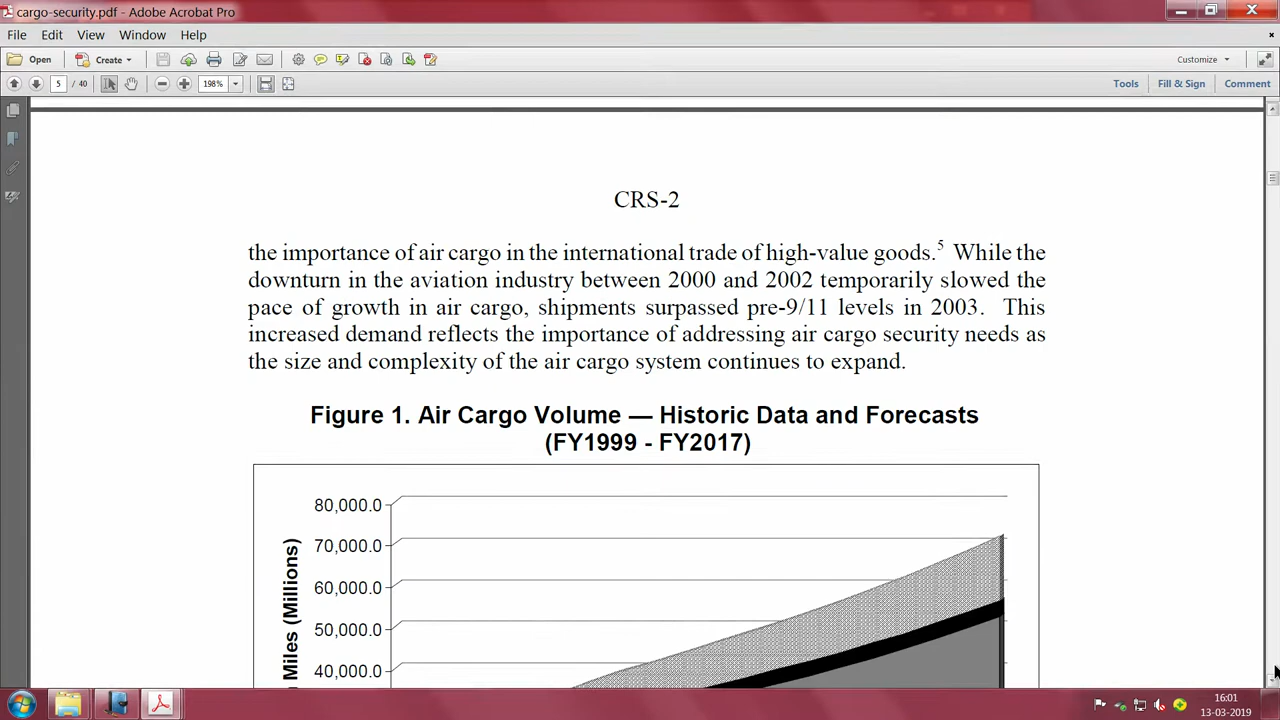 cargo-security.pdf - Adobe Acrobat Pro
File Edit View Window Help
Open Create Customize
5 / 40 198% Tools Fill & Sign Comment
CRS-2
the importance of air cargo in the international trade of high-value goods.5 While the
downturn in the aviation industry between 2000 and 2002 temporarily slowed the
pace of growth in air cargo, shipments surpassed pre-9/11 levels in 2003. This
increased demand reflects the importance of addressing air cargo security needs as
the size and complexity of the air cargo system continues to expand.
Figure 1. Air Cargo Volume — Historic Data and Forecasts
(FY1999 - FY2017)
80,000.0
70,000.0
60,000.0
50,000.0
40,000.0
Miles (Millions)
16:01
13-03-2019